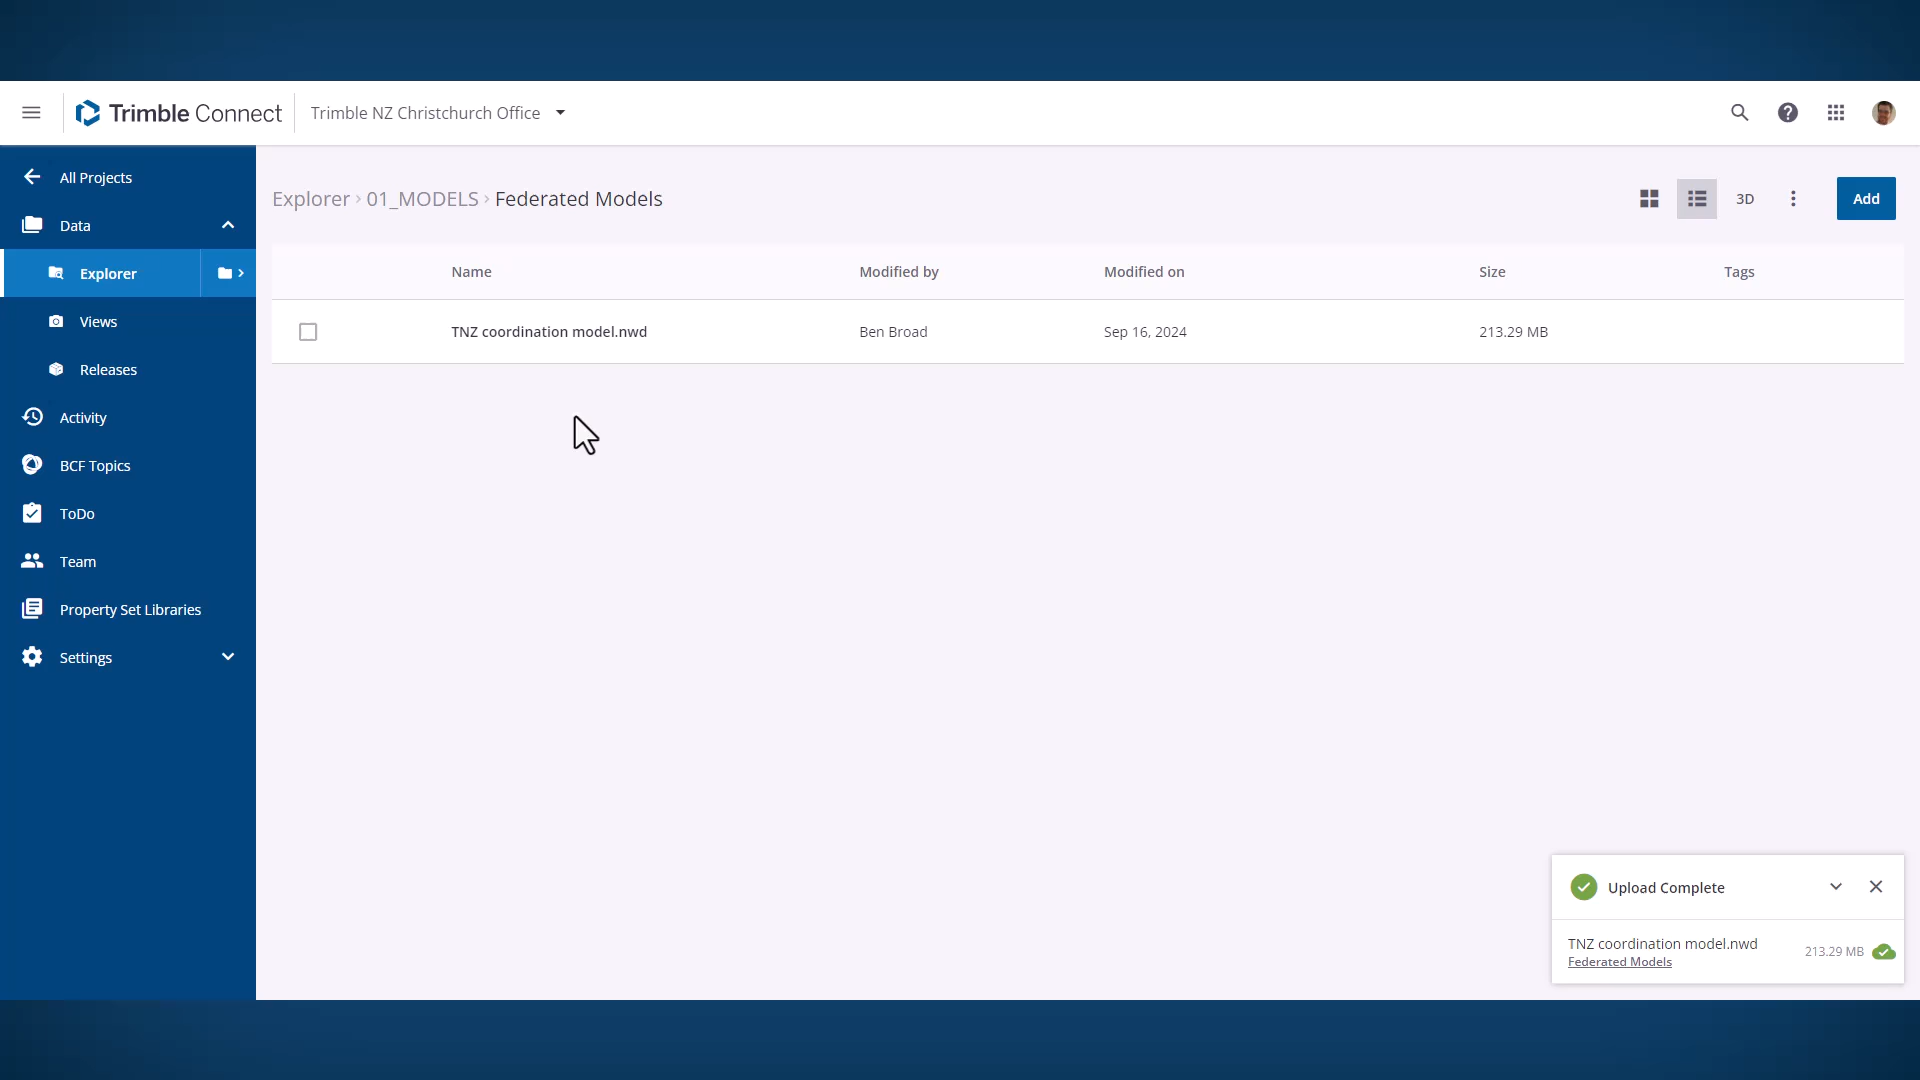 Trimble Connect
Trimble NZ Christchurch Office
All Projects
Data
Explorer
Views
Releases
Activity
BCF Topics
ToDo
Team
Property Set Libraries
Settings
Explorer › 01_MODELS › Federated Models
3D
Add
Name Modified by Modified on Size Tags
TNZ coordination model.nwd Ben Broad Sep 16, 2024 213.29 MB
Upload Complete
TNZ coordination model.nwd 213.29 MB
Federated Models